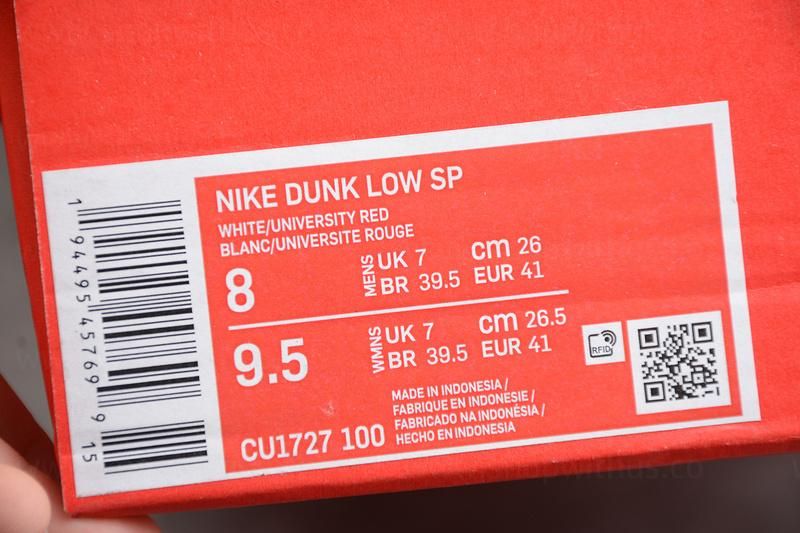 1 94495 45769 9 15
NIKE DUNK LOW SP
WHITE/UNIVERSITY RED
BLANC/UNIVERSITE ROUGE
8
MENS
UK 7 cm 26
BR 39.5 EUR 41
9.5
WMNS
UK 7 cm 26.5
BR 39.5 EUR 41
RFID
MADE IN INDONESIA /
FABRIQUE EN INDONESIE /
FABRICADO NA INDONÉSIA /
HECHO EN INDONESIA
CU1727 100